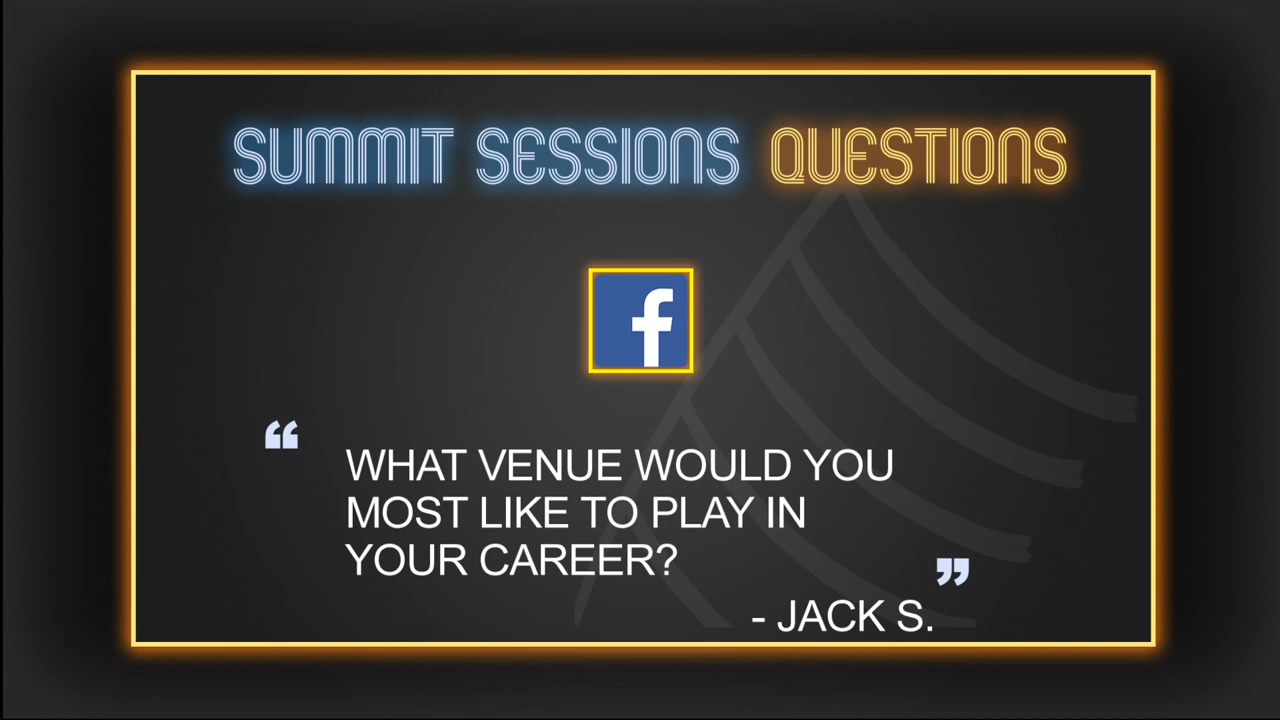 SUMMIT SESSIONS QUESTIONS
f
“ WHAT VENUE WOULD YOU
MOST LIKE TO PLAY IN
YOUR CAREER? ”
- JACK S.